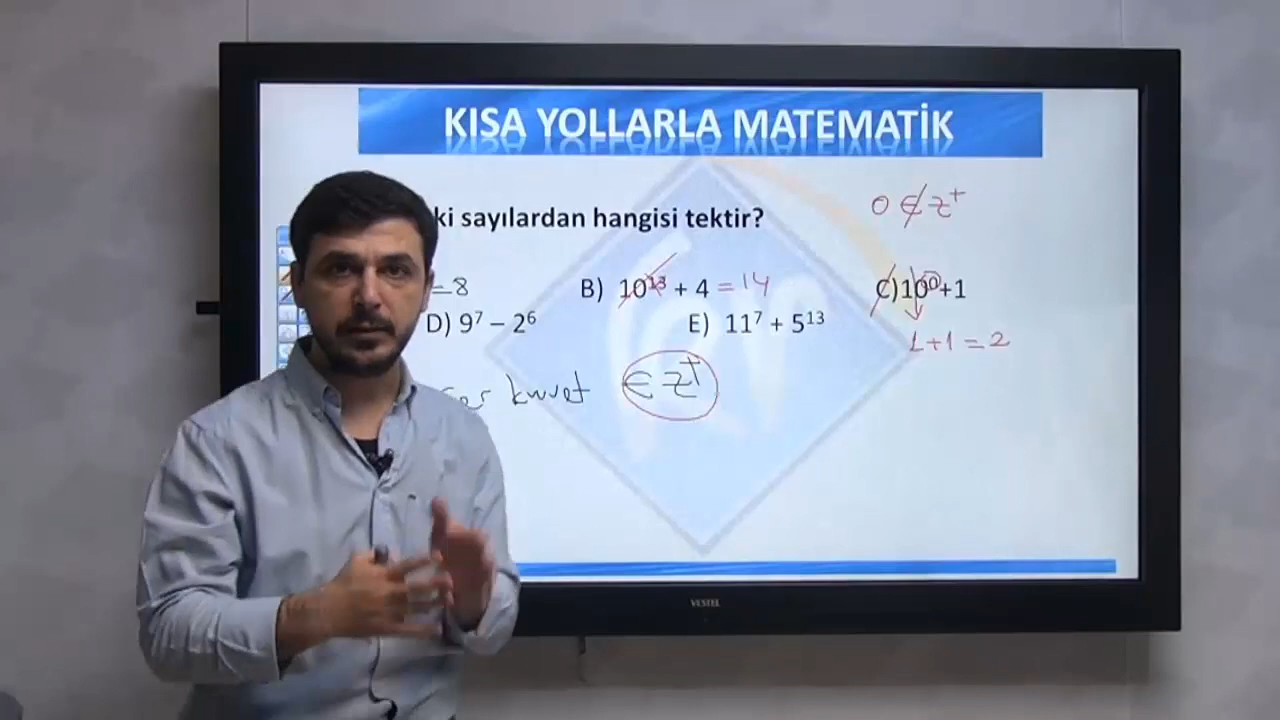 KISA YOLLARLA MATEMATİK
0 ∉ Z⁺
ki sayılardan hangisi tektir?
= 8
B) 10¹³ + 4 = 14
C) 10⁰ + 1
1 + 1 = 2
D) 9⁷ – 2⁶
E) 11⁷ + 5¹³
kuvvet ∈ Z⁺
VESTEL